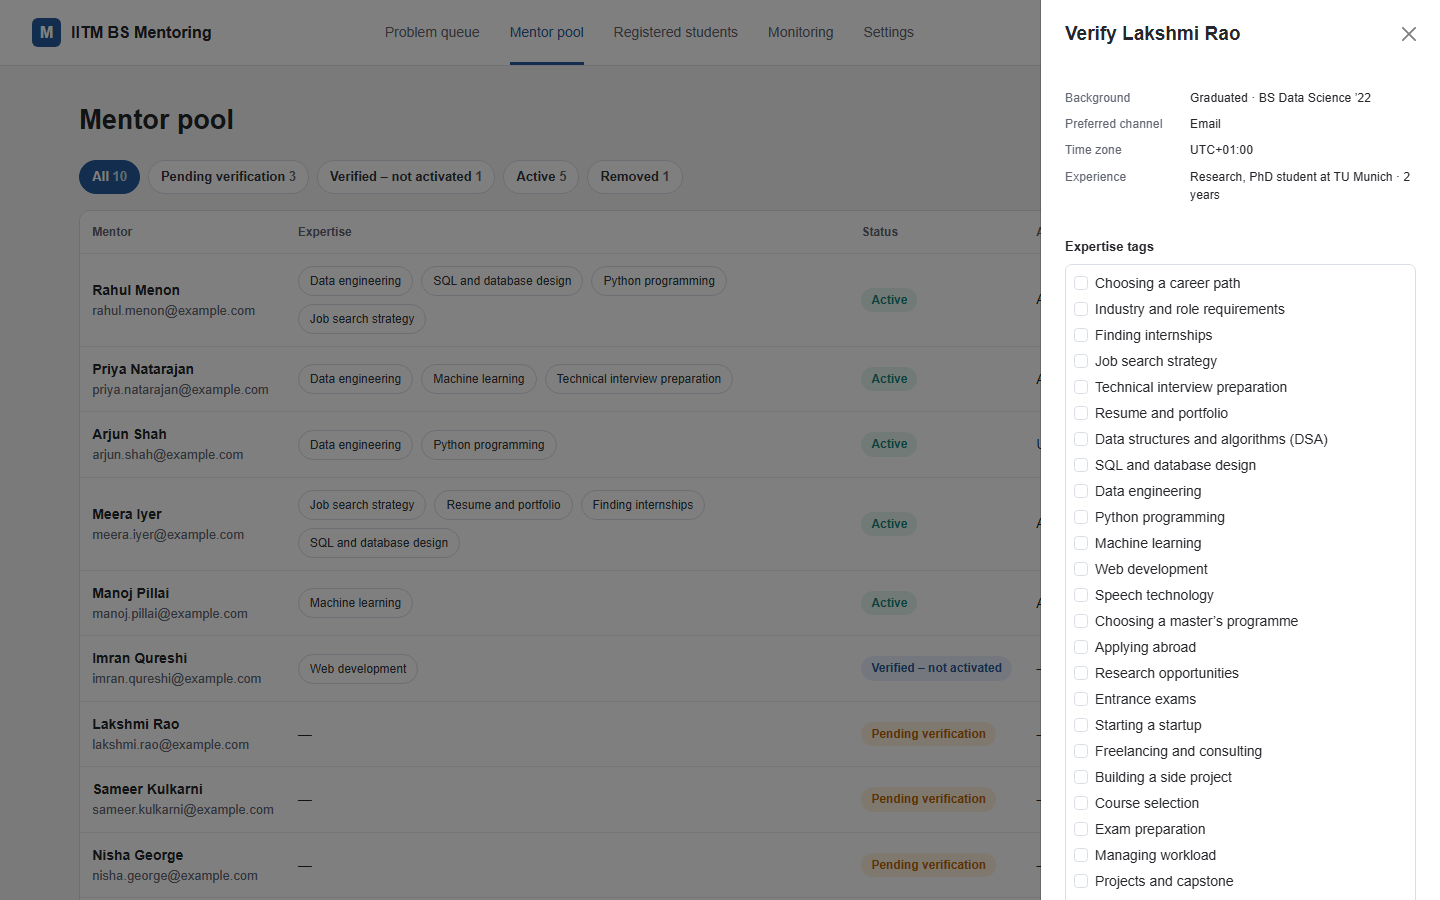 M IITM BS Mentoring
Problem queue Mentor pool Registered students Monitoring Settings
Mentor pool
All 10 Pending verification 3 Verified – not activated 1 Active 5 Removed 1
Mentor Expertise Status
Rahul Menon
rahul.menon@example.com
Data engineering SQL and database design Python programming
Job search strategy
Active
Priya Natarajan
priya.natarajan@example.com
Data engineering Machine learning Technical interview preparation
Active
Arjun Shah
arjun.shah@example.com
Data engineering Python programming
Active
Meera Iyer
meera.iyer@example.com
Job search strategy Resume and portfolio Finding internships
SQL and database design
Active
Manoj Pillai
manoj.pillai@example.com
Machine learning
Active
Imran Qureshi
imran.qureshi@example.com
Web development
Verified – not activated
Lakshmi Rao
lakshmi.rao@example.com
—
Pending verification
Sameer Kulkarni
sameer.kulkarni@example.com
—
Pending verification
Nisha George
nisha.george@example.com
—
Pending verification
Verify Lakshmi Rao
Background Graduated · BS Data Science ’22
Preferred channel Email
Time zone UTC+01:00
Experience Research, PhD student at TU Munich · 2
years
Expertise tags
Choosing a career path
Industry and role requirements
Finding internships
Job search strategy
Technical interview preparation
Resume and portfolio
Data structures and algorithms (DSA)
SQL and database design
Data engineering
Python programming
Machine learning
Web development
Speech technology
Choosing a master’s programme
Applying abroad
Research opportunities
Entrance exams
Starting a startup
Freelancing and consulting
Building a side project
Course selection
Exam preparation
Managing workload
Projects and capstone